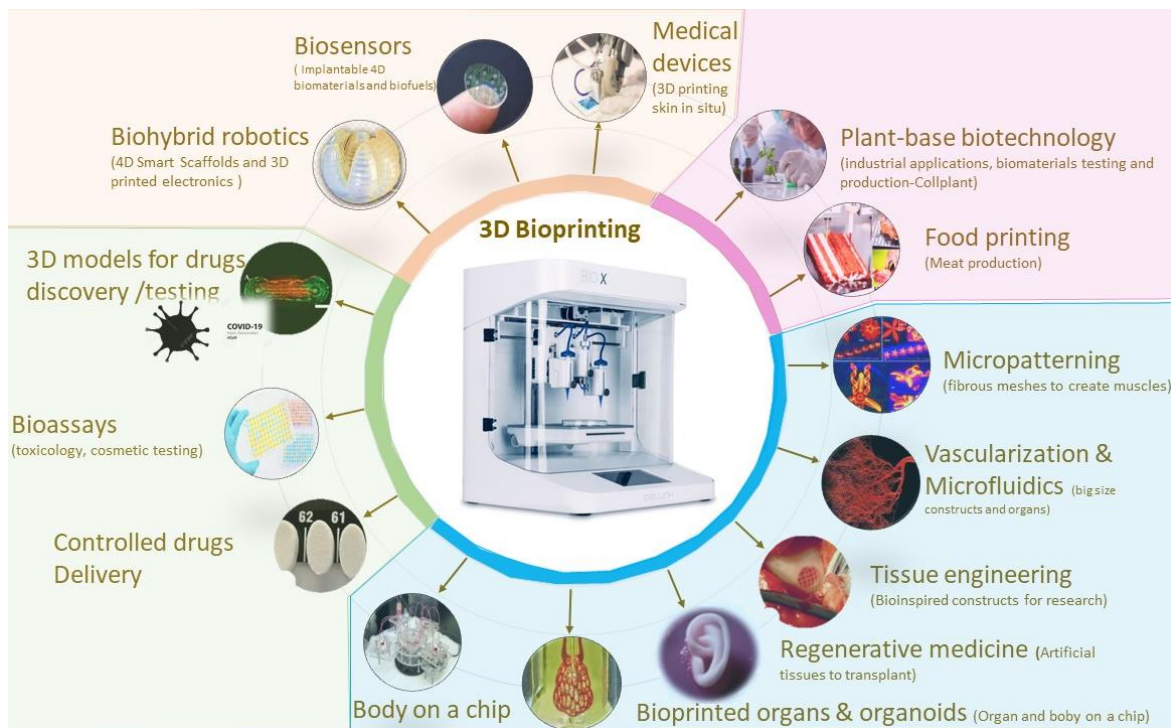 Biosensors
( Implantable 4D
biomaterials and biofuels)
Medical
devices
(3D printing
skin in situ)
Biohybrid robotics
(4D Smart Scaffolds and 3D
printed electronics )
Plant-base biotechnology
(industrial applications, biomaterials testing and
production-Collplant)
3D Bioprinting
Food printing
(Meat production)
3D models for drugs
discovery /testing
COVID-19
BIO X
Micropatterning
(fibrous meshes to create muscles)
Bioassays
(toxicology, cosmetic testing)
Vascularization &
Microfluidics (big size
constructs and organs)
CELLINK
62 61
Controlled drugs
Delivery
Tissue engineering
(Bioinspired constructs for research)
Regenerative medicine (Artificial
tissues to transplant)
Body on a chip
Bioprinted organs & organoids (Organ and boby on a chip)